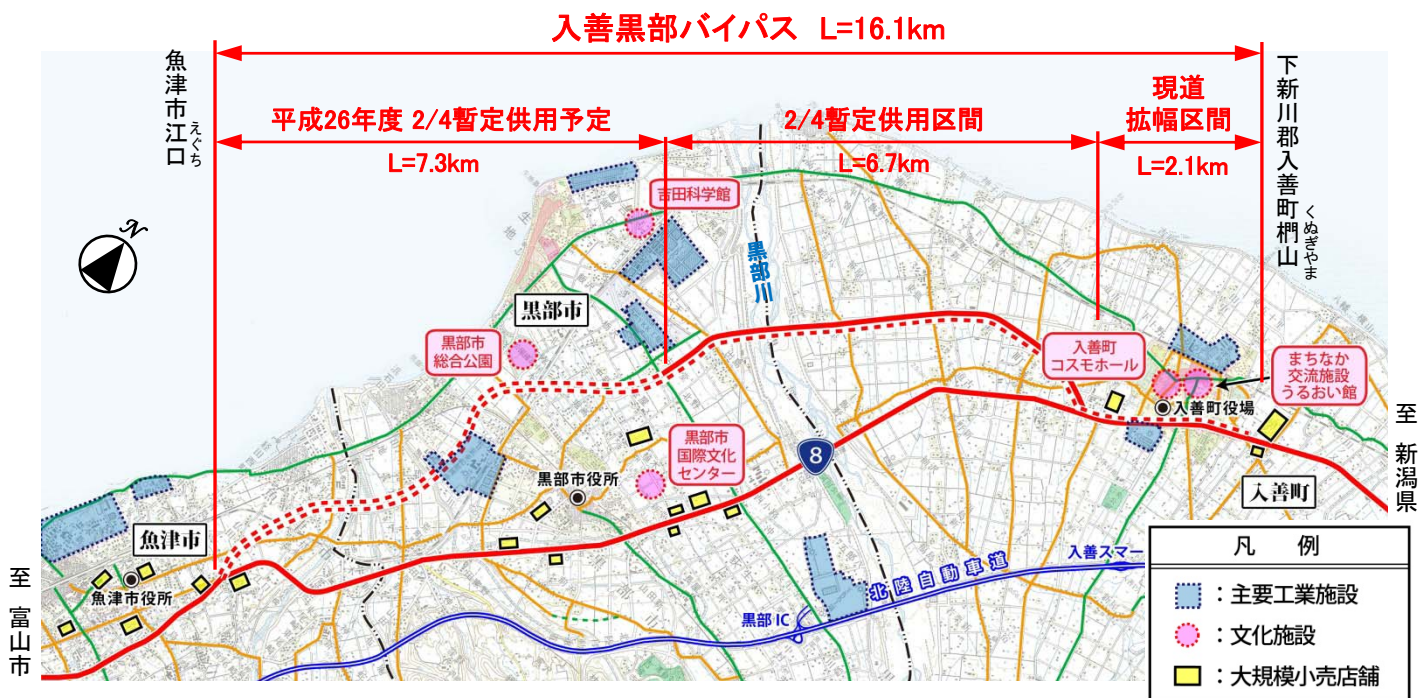 入善黒部バイパス L=16.1km
魚津市江口
えぐち
平成26年度 2/4暫定供用予定
L=7.3km
2/4暫定供用区間
L=6.7km
現道
拡幅区間
L=2.1km
下新川郡入善町椚山
くぬぎやま
N
吉田科学館
黒部川
黒部市
黒部市
総合公園
入善町
コスモホール
まちなか
交流施設
うるおい館
入善町役場
至 新潟県
黒部市
国際文化
センター
8
黒部市役所
入善町
魚津市
魚津市役所
至 富山市
北陸自動車道
入善スマー
黒部IC
凡 例
:主要工業施設
:文化施設
:大規模小売店舗